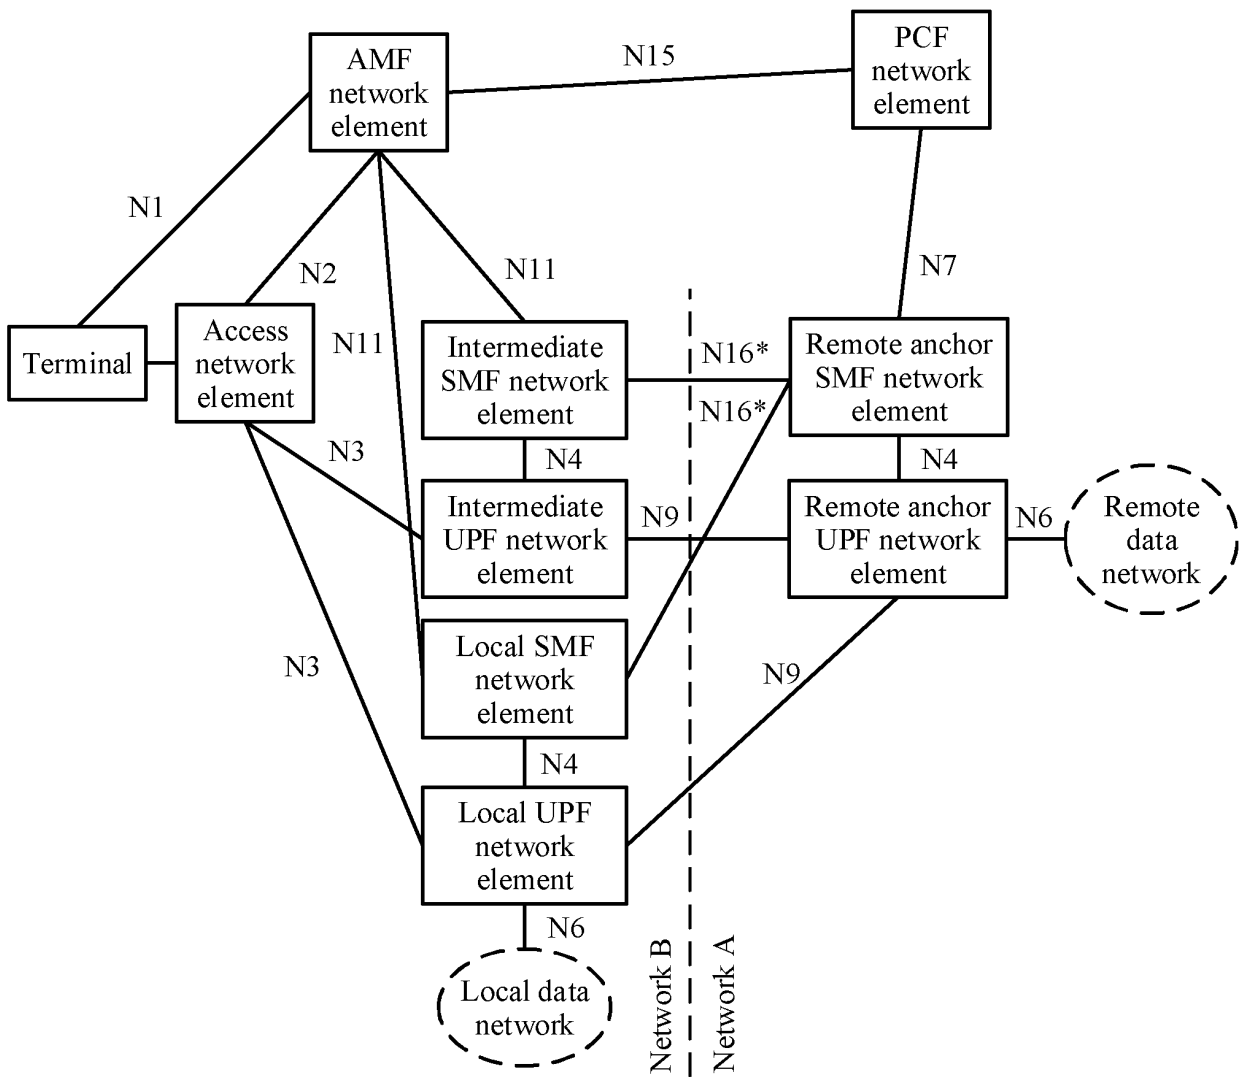 AMF
network
element
N15
PCF
network
element
N1
N2
N11
N7
N11
Terminal
Access
network
element
Intermediate
SMF network
element
N16*
N16*
Remote anchor
SMF network
element
N3
N4
N4
Intermediate
UPF network
element
N9
Remote anchor
UPF network
element
N6
Remote
data
network
N3
Local SMF
network
element
N9
N4
Local UPF
network
element
N6
Local data
network
Network B
Network A